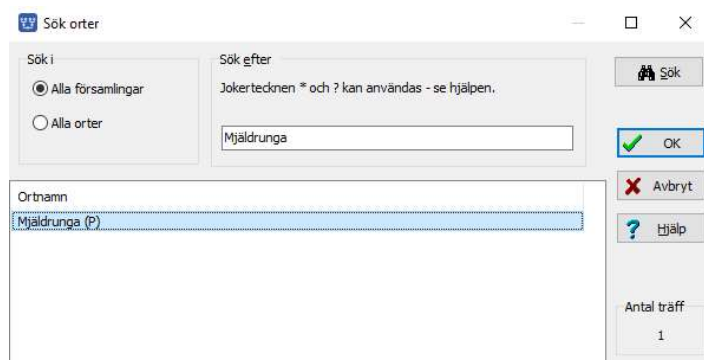 Sök orter
Sök i
Alla församlingar
Alla orter
Sök efter
Jokertecknen * och ? kan användas - se hjälpen.
Mjäldrunga
Sök
OK
Avbryt
Hjälp
Ortnamn
Mjäldrunga (P)
Antal träff
1